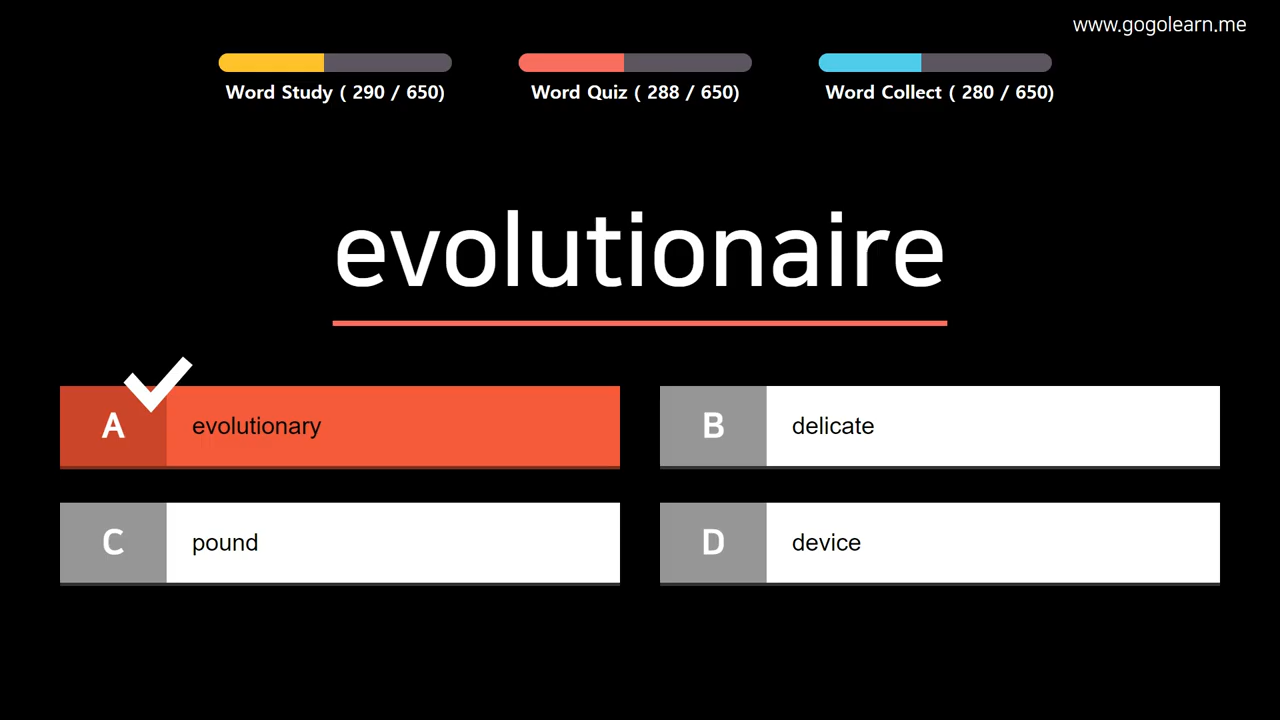 www.gogolearn.me
Word Study ( 290 / 650)
Word Quiz ( 288 / 650)
Word Collect ( 280 / 650)
evolutionaire
A evolutionary
B delicate
C pound
D device